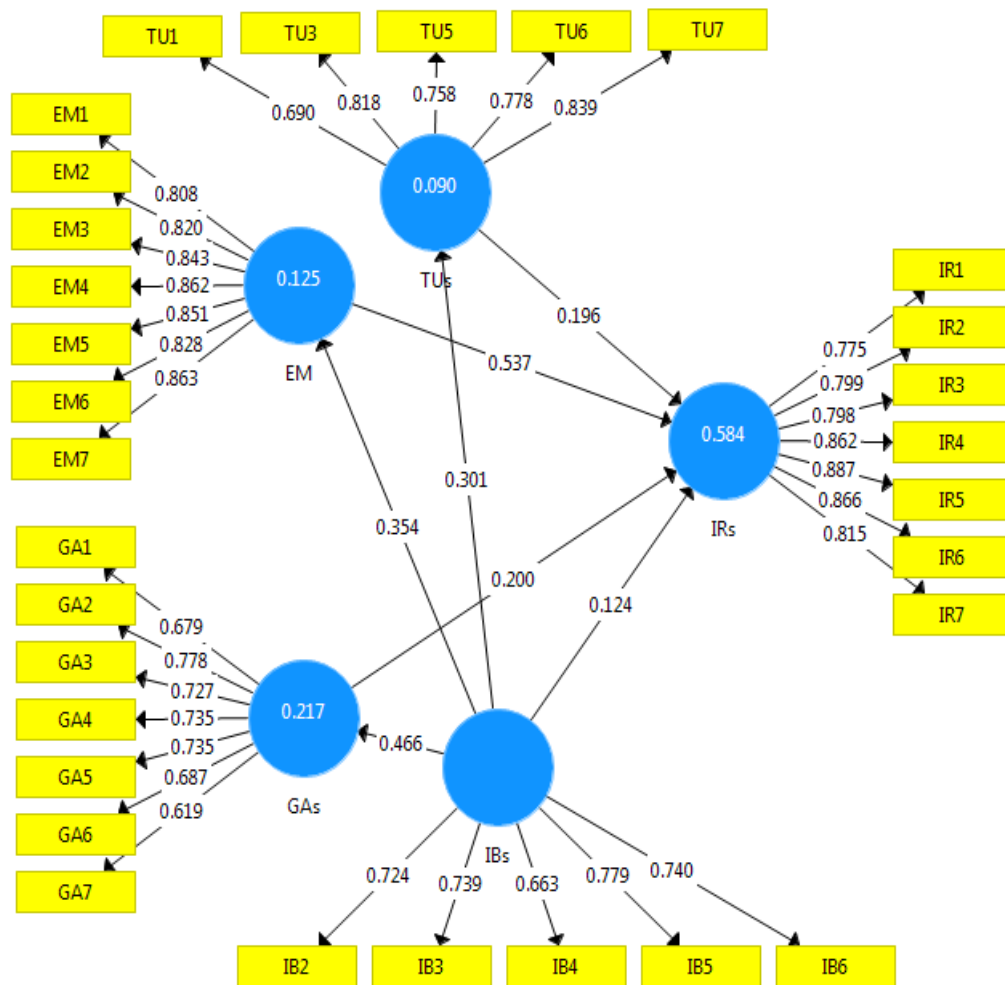 TU1
TU3
TU5
TU6
TU7
0.690
0.818
0.758
0.778
0.839
0.090
TUs
EM1
EM2
EM3
EM4
EM5
EM6
EM7
0.808
0.820
0.843
0.862
0.851
0.828
0.863
0.125
EM
0.196
0.537
0.301
0.354
0.200
0.124
0.466
IR1
IR2
IR3
IR4
IR5
IR6
IR7
0.775
0.799
0.798
0.862
0.887
0.866
0.815
0.584
IRs
GA1
GA2
GA3
GA4
GA5
GA6
GA7
0.679
0.778
0.727
0.735
0.735
0.687
0.619
0.217
GAs
IBs
0.724
0.739
0.663
0.779
0.740
IB2
IB3
IB4
IB5
IB6